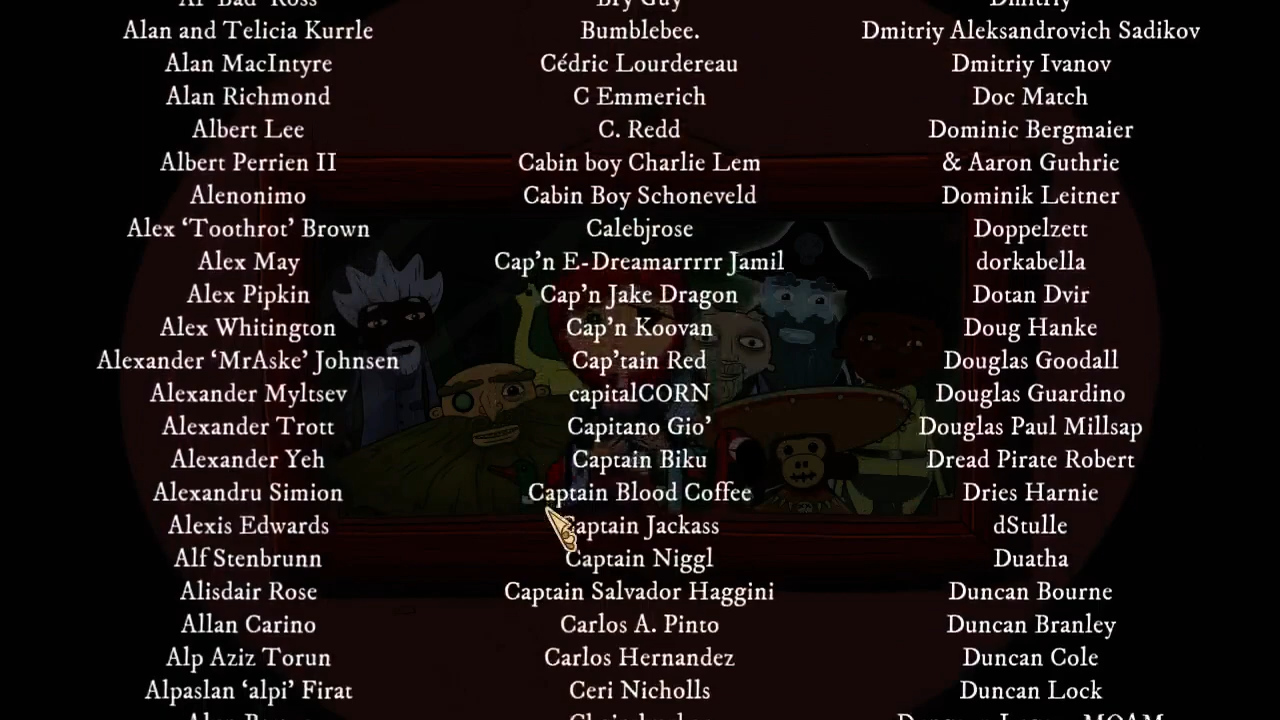 Al ‘Bad’ Ross
Alan and Telicia Kurrle
Alan MacIntyre
Alan Richmond
Albert Lee
Albert Perrien II
Alenonimo
Alex ‘Toothrot’ Brown
Alex May
Alex Pipkin
Alex Whitington
Alexander ‘MrAske’ Johnsen
Alexander Myltsev
Alexander Trott
Alexander Yeh
Alexandru Simion
Alexis Edwards
Alf Stenbrunn
Alisdair Rose
Allan Carino
Alp Aziz Torun
Alpaslan ‘alpi’ Firat
Bry Guy
Bumblebee.
Cédric Lourdereau
C Emmerich
C. Redd
Cabin boy Charlie Lem
Cabin Boy Schoneveld
Calebjrose
Cap’n E-Dreamarrrrr Jamil
Cap’n Jake Dragon
Cap’n Koovan
Cap’tain Red
capitalCORN
Capitano Gio’
Captain Biku
Captain Blood Coffee
Captain Jackass
Captain Niggl
Captain Salvador Haggini
Carlos A. Pinto
Carlos Hernandez
Ceri Nicholls
Dmitriy
Dmitriy Aleksandrovich Sadikov
Dmitriy Ivanov
Doc Match
Dominic Bergmaier
& Aaron Guthrie
Dominik Leitner
Doppelzett
dorkabella
Dotan Dvir
Doug Hanke
Douglas Goodall
Douglas Guardino
Douglas Paul Millsap
Dread Pirate Robert
Dries Harnie
dStulle
Duatha
Duncan Bourne
Duncan Branley
Duncan Cole
Duncan Lock